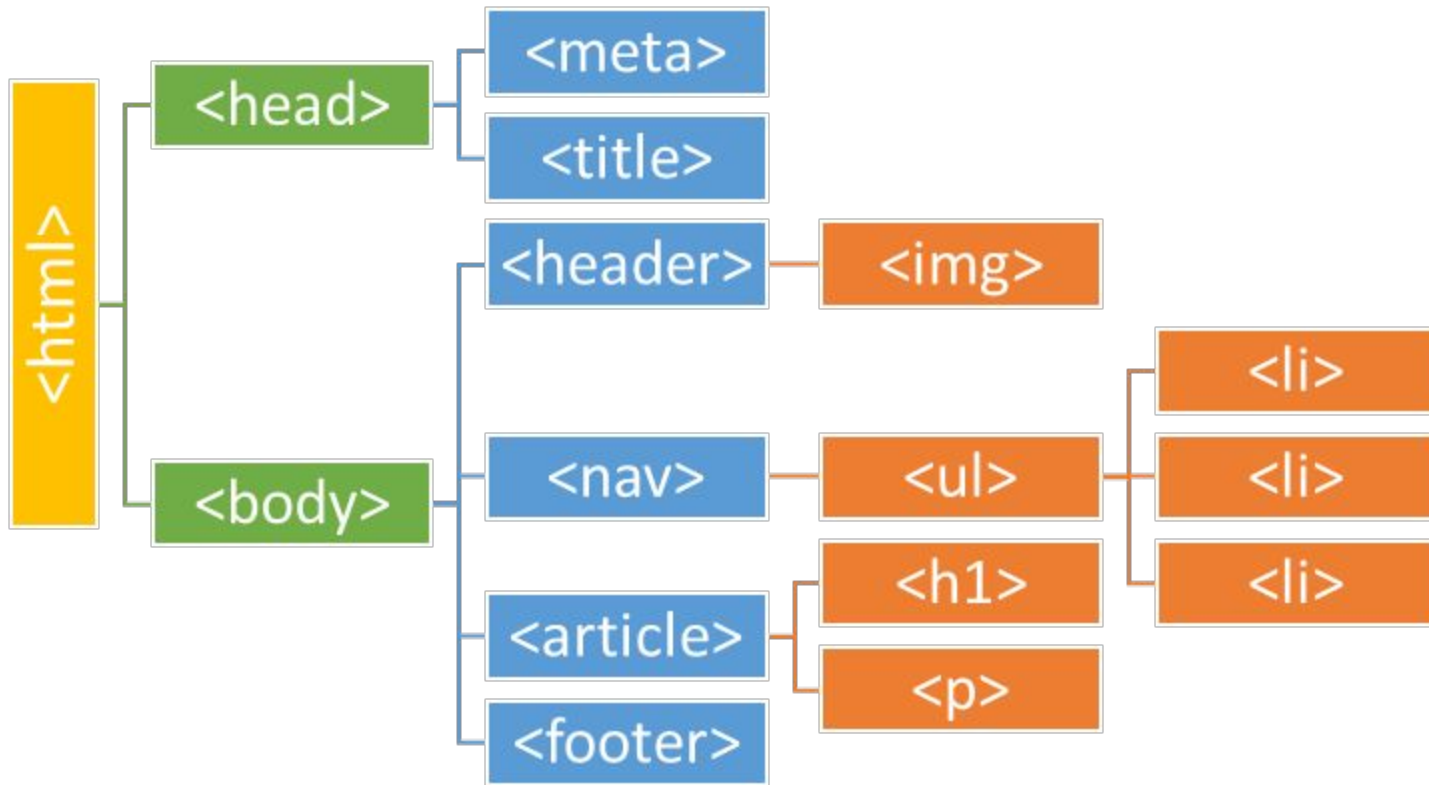 <html>
<head>
<meta>
<title>
<body>
<header>
<img>
<nav>
<ul>
<li>
<li>
<li>
<article>
<h1>
<p>
<footer>